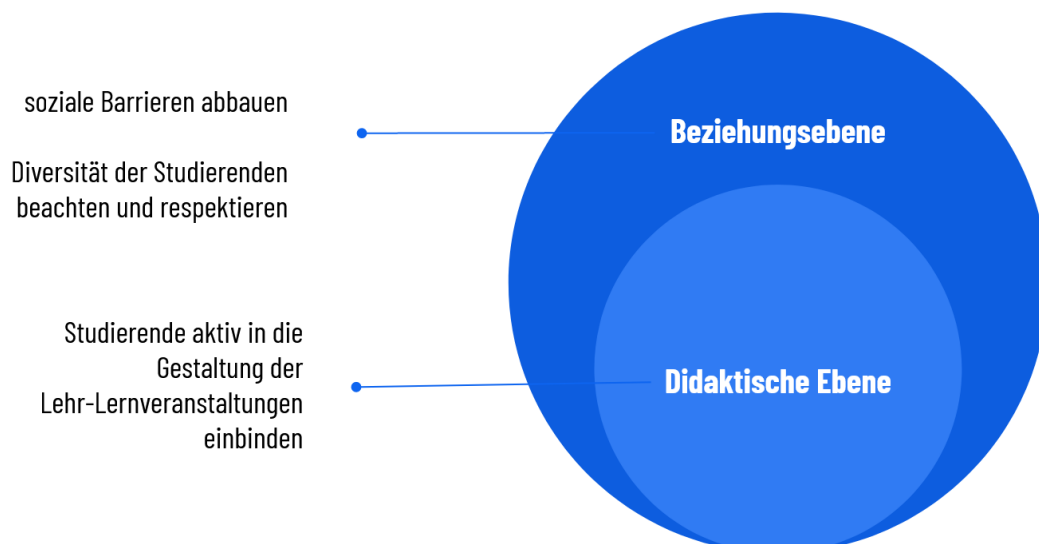 soziale Barrieren abbauen
Diversität der Studierenden
beachten und respektieren
Beziehungsebene
Studierende aktiv in die
Gestaltung der
Lehr-Lernveranstaltungen
einbinden
Didaktische Ebene